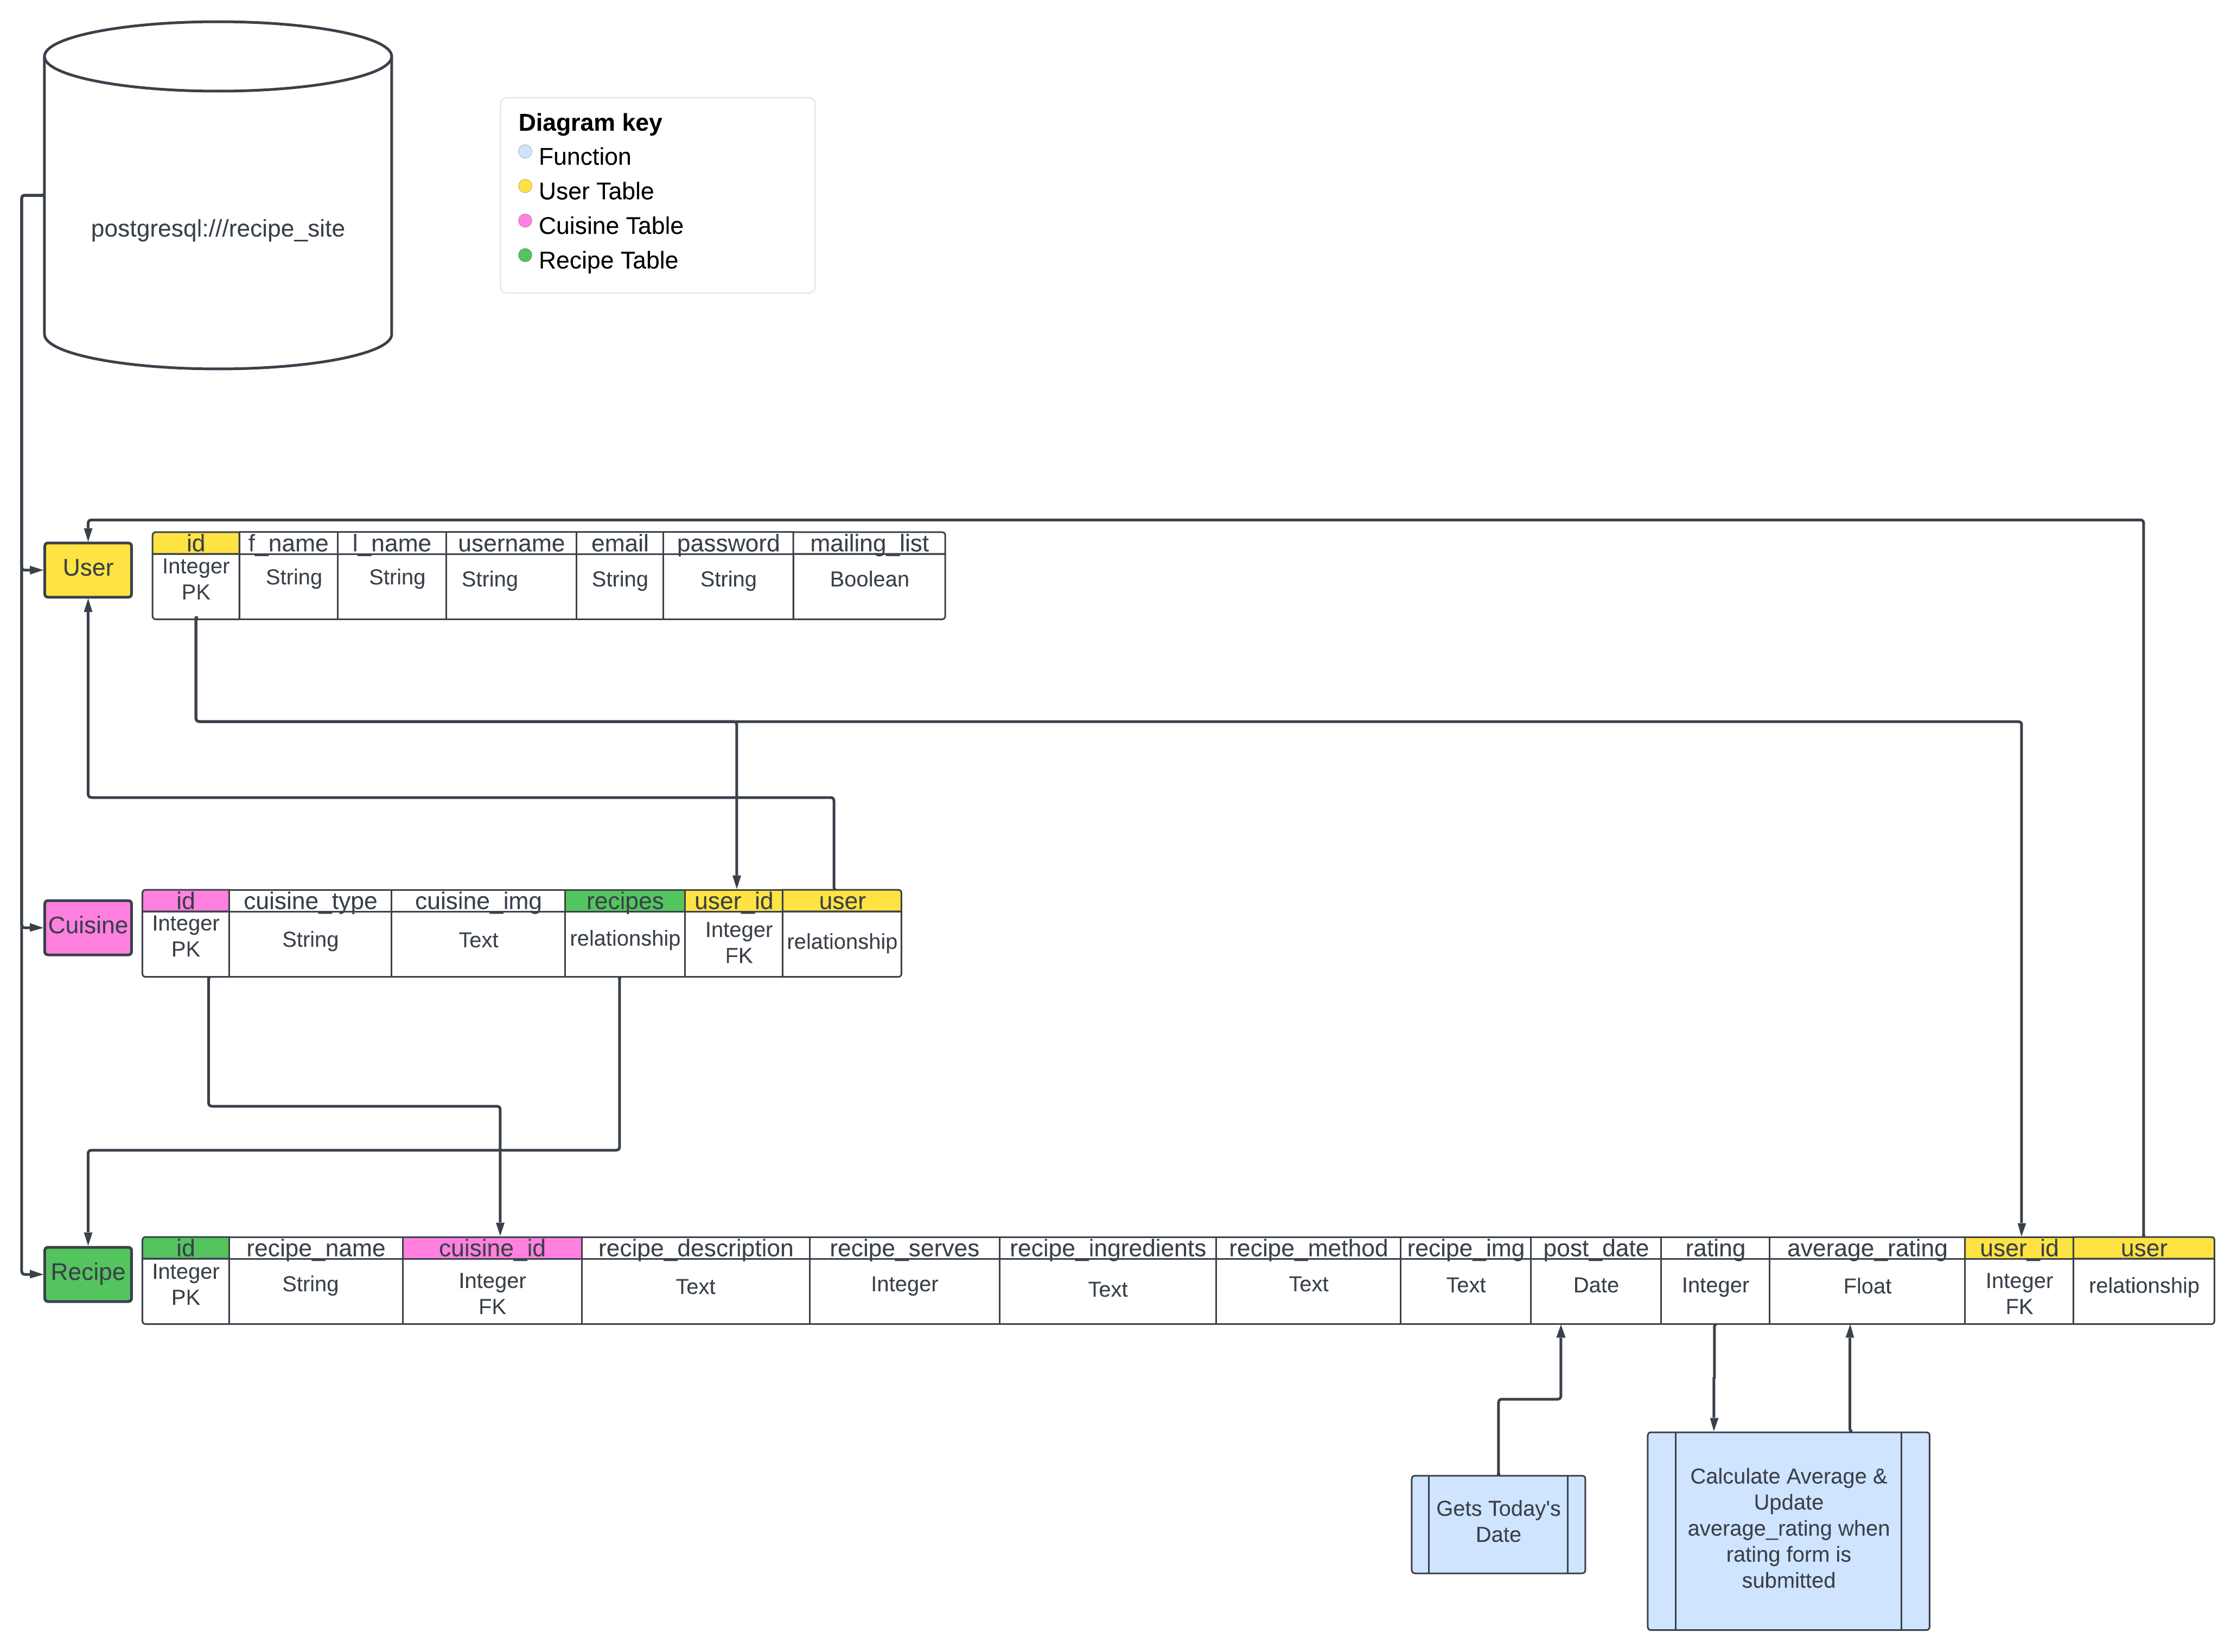 postgresql:///recipe_site
Diagram key
Function
User Table
Cuisine Table
Recipe Table
User
id f_name l_name username email password mailing_list
Integer
PK
String
String
String
String
String
Boolean
Cuisine
id cuisine_type cuisine_img recipes user_id user
Integer
PK
String
Text
relationship
Integer
FK
relationship
Recipe
id recipe_name cuisine_id recipe_description recipe_serves recipe_ingredients recipe_method recipe_img post_date rating average_rating user_id user
Integer
PK
String
Integer
FK
Text
Integer
Text
Text
Text
Date
Integer
Float
Integer
FK
relationship
Gets Today's
Date
Calculate Average &
Update
average_rating when
rating form is
submitted